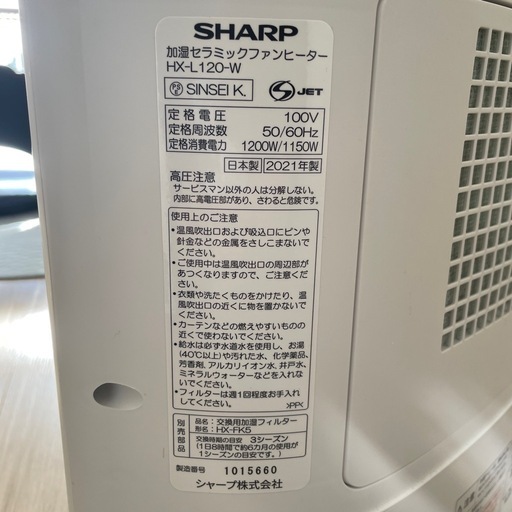 SHARP
加湿セラミックファンヒーター
HX-L120-W
PS E SINSEI K. S JET
定格電圧 100V
定格周波数 50/60Hz
定格消費電力 1200W/1150W
日本製 2021年製
高圧注意
サービスマン以外の人は分解しない。
内部に高電圧部があり、さわると危険です。
使用上のご注意
•温風吹出口および吸込口にピンや
針金などの金属をさしこまないで
ください。
•ご使用中は温風吹出口の周辺部が
あつくなりますので、ご注意くだ
さい。
•衣類や洗たくものをかけたり、温
風吹出口の近くに物を置かないで
ください。
•カーテンなどの燃えやすいものの
近くで使わないでください。
•給水は必ず水道水を使用し、お湯
(40℃以上)や汚れた水、化学薬品、
芳香剤、アルカリイオン水、井戸水、
ミネラルウォーターなどを入れな
いでください。
•フィルターは週1回程度お手入れ
してください。
>PP<
別売部品
品名:交換用加湿フィルター
形名:HX-FK5
交換時期の目安 3シーズン
(1日8時間で約6カ月の使用が
1シーズンの目安です。)
製造番号 1015660
シャープ株式会社